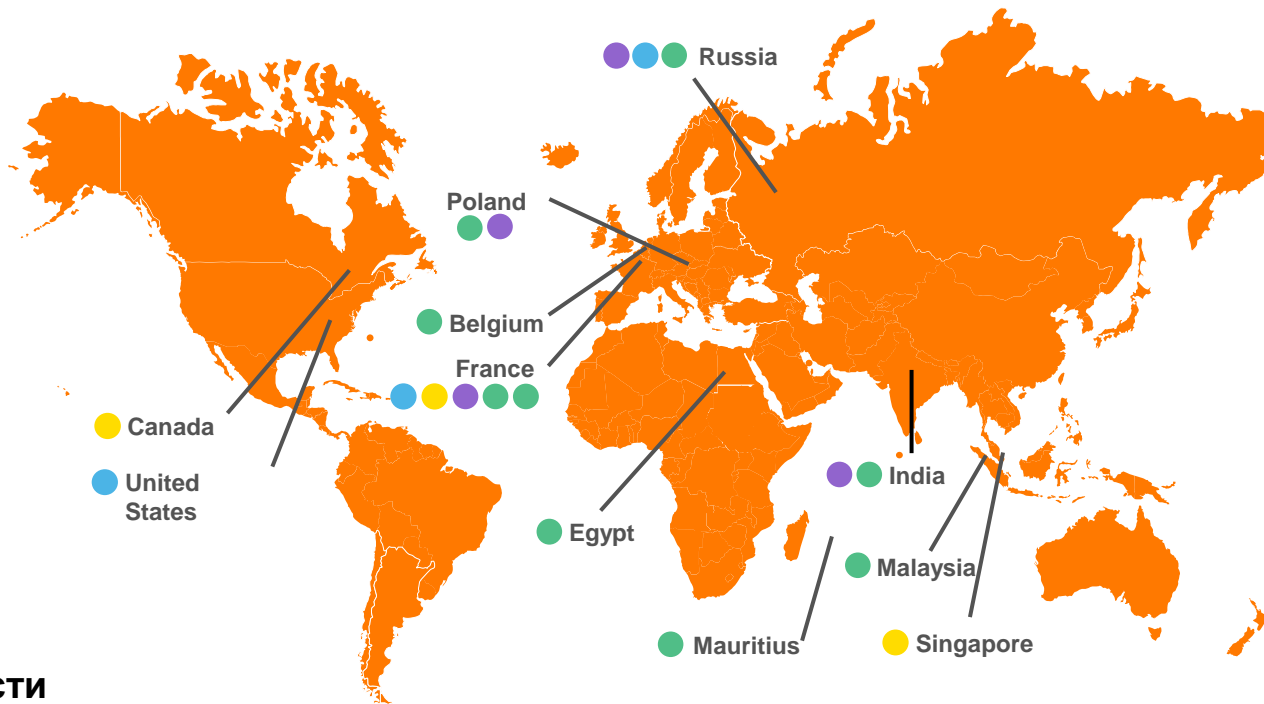 Russia
Poland
Belgium
France
Canada
United
States
India
Egypt
Malaysia
Mauritius
Singapore
сти